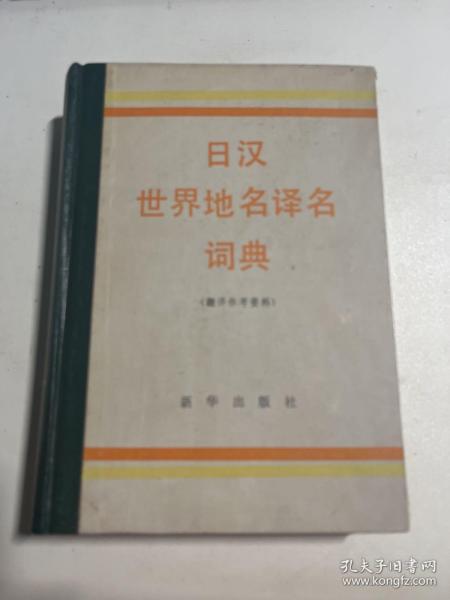 日汉
世界地名译名
词典
（翻译参考资料）
新华出版社
孔夫子旧书网
www.kongfz.com